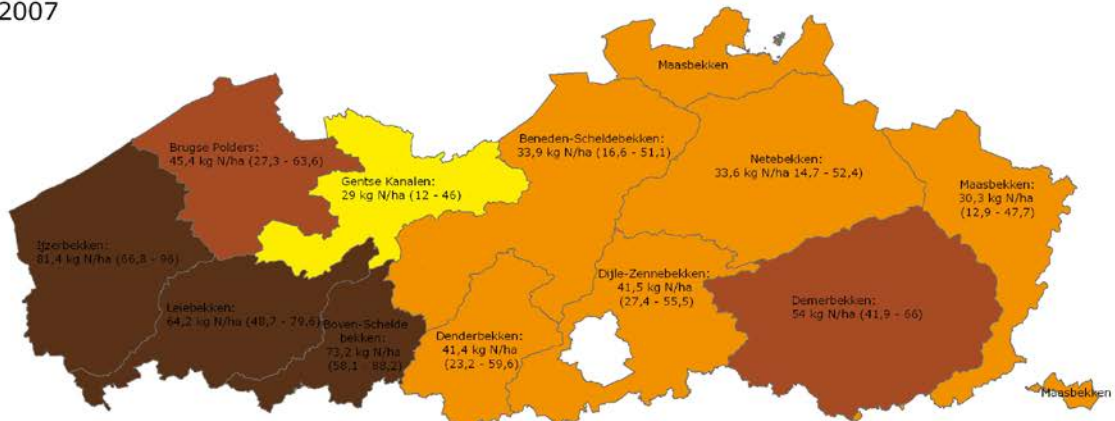 2007
Maasbekken
Brugse Polders:
45,4 kg N/ha (27,3 - 63,6)
Beneden-Scheldebekken:
33,9 kg N/ha (16,6 - 51,1)
Netebekken:
33,6 kg N/ha 14,7 - 52,4)
Gentse Kanalen:
29 kg N/ha (12 - 46)
Maasbekken:
30,3 kg N/ha
(12,9 - 47,7)
Ijzerbekken:
81,4 kg N/ha (66,8 - 96)
Dijle-Zennebekken:
41,5 kg N/ha
(27,4 - 55,5)
Leiebekken:
64,2 kg N/ha (48,7 - 79,6)
Demerbekken:
54 kg N/ha (41,9 - 66)
Boven-Schelde
bekken:
73,2 kg N/ha
(58,1 - 88,2)
Denderbekken:
41,4 kg N/ha
(23,2 - 59,6)
Maasbekken